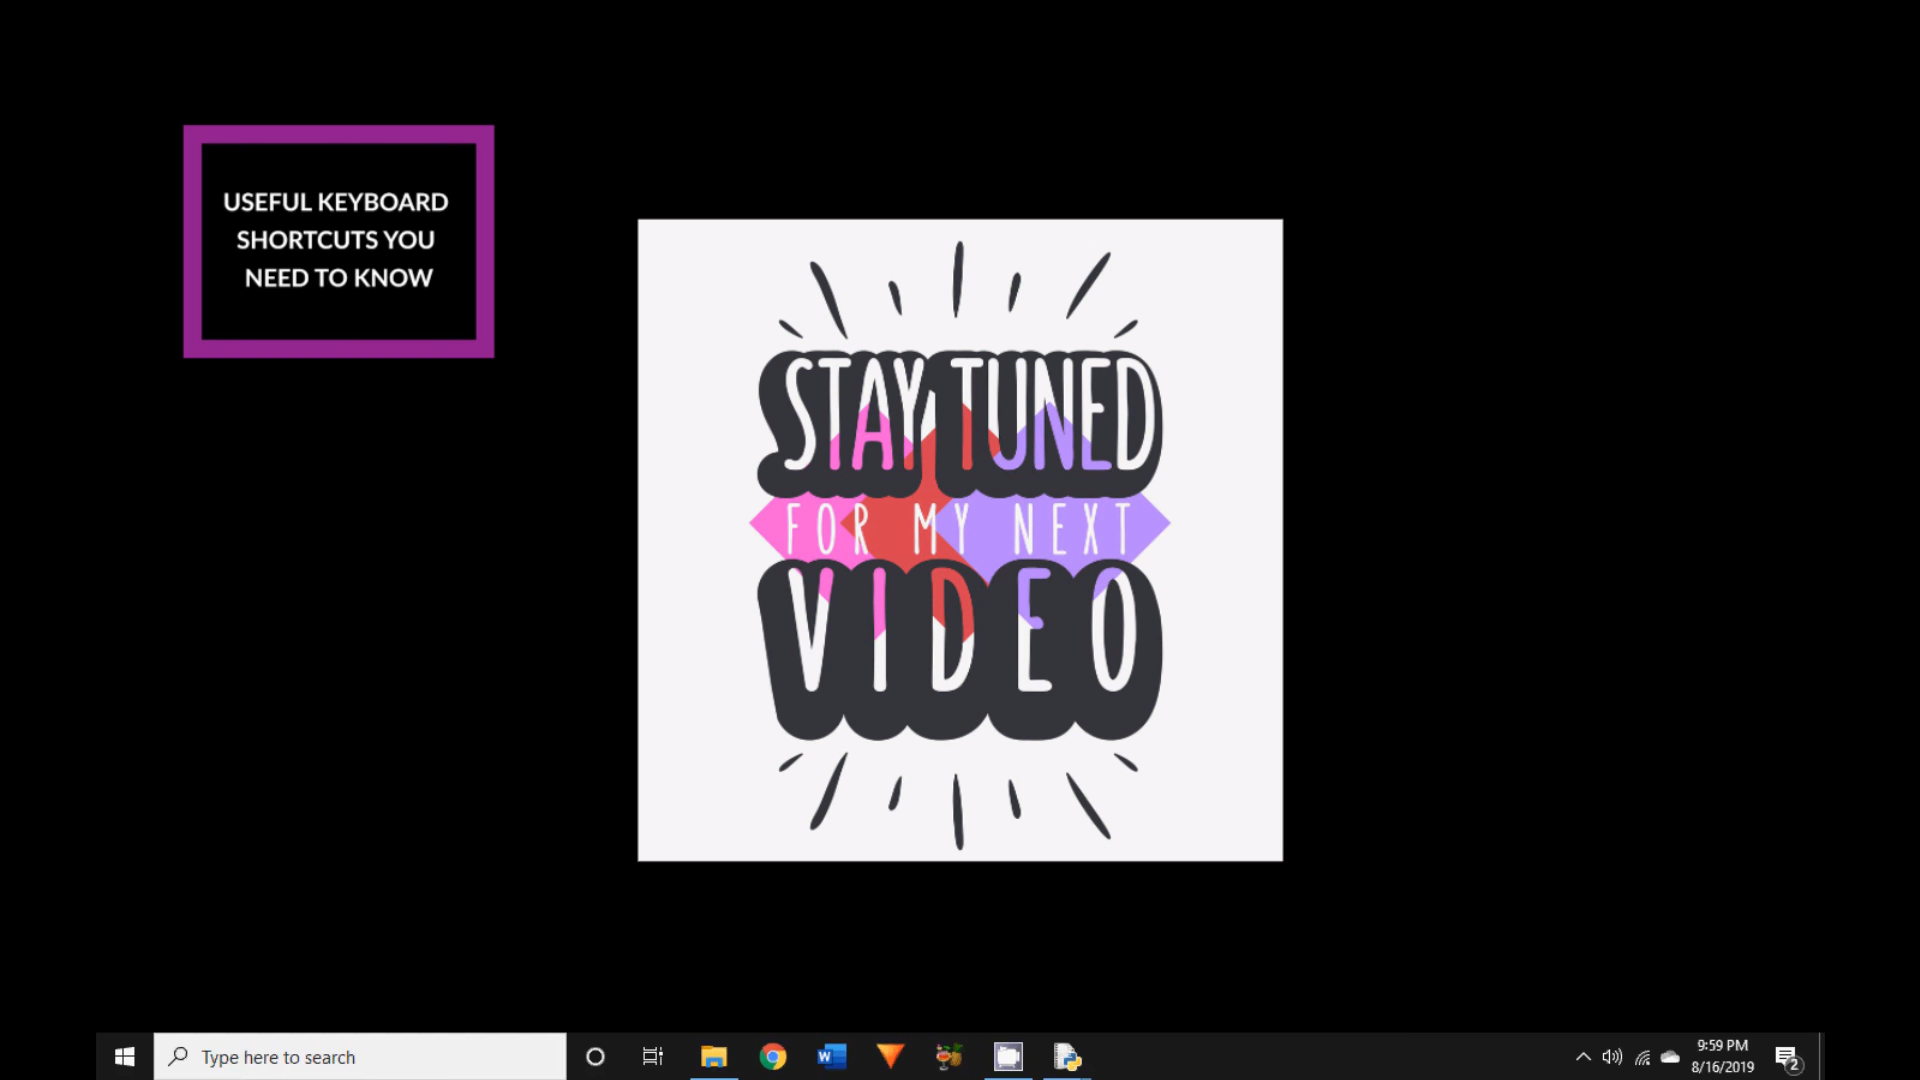 USEFUL KEYBOARD
SHORTCUTS YOU
NEED TO KNOW
STAY TUNED
FOR MY NEXT
VIDEO
Type here to search
W
9:59 PM
8/16/2019
2